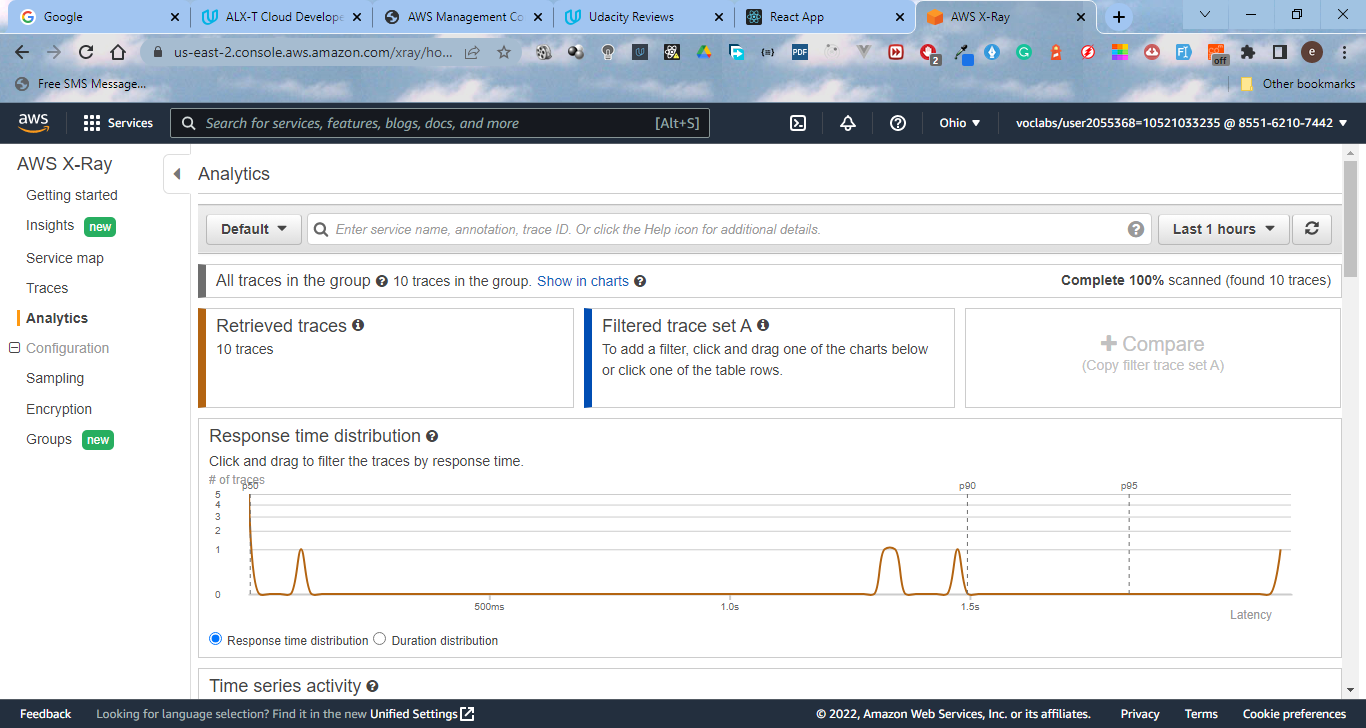 Google
ALX-T Cloud Develope
AWS Management Co
Udacity Reviews
React App
AWS X-Ray
us-east-2.console.aws.amazon.com/xray/ho...
2
off
e
Free SMS Message...
Other bookmarks
aws
Services
Search for services, features, blogs, docs, and more
[Alt+S]
Ohio
voclabs/user2055368=10521033235 @ 8551-6210-7442
AWS X-Ray
Getting started
Insights new
Service map
Traces
Analytics
Configuration
Sampling
Encryption
Groups new
Analytics
Default
Enter service name, annotation, trace ID. Or click the Help icon for additional details.
Last 1 hours
All traces in the group 10 traces in the group. Show in charts
Complete 100% scanned (found 10 traces)
Retrieved traces
10 traces
Filtered trace set A
To add a filter, click and drag one of the charts below
or click one of the table rows.
Compare
(Copy filter trace set A)
Response time distribution
Click and drag to filter the traces by response time.
# of traces
p50
p90
p95
5
4
3
2
1
0
500ms
1.0s
1.5s
Latency
Response time distribution
Duration distribution
Time series activity
Feedback
Looking for language selection? Find it in the new Unified Settings
© 2022, Amazon Web Services, Inc. or its affiliates.
Privacy
Terms
Cookie preferences